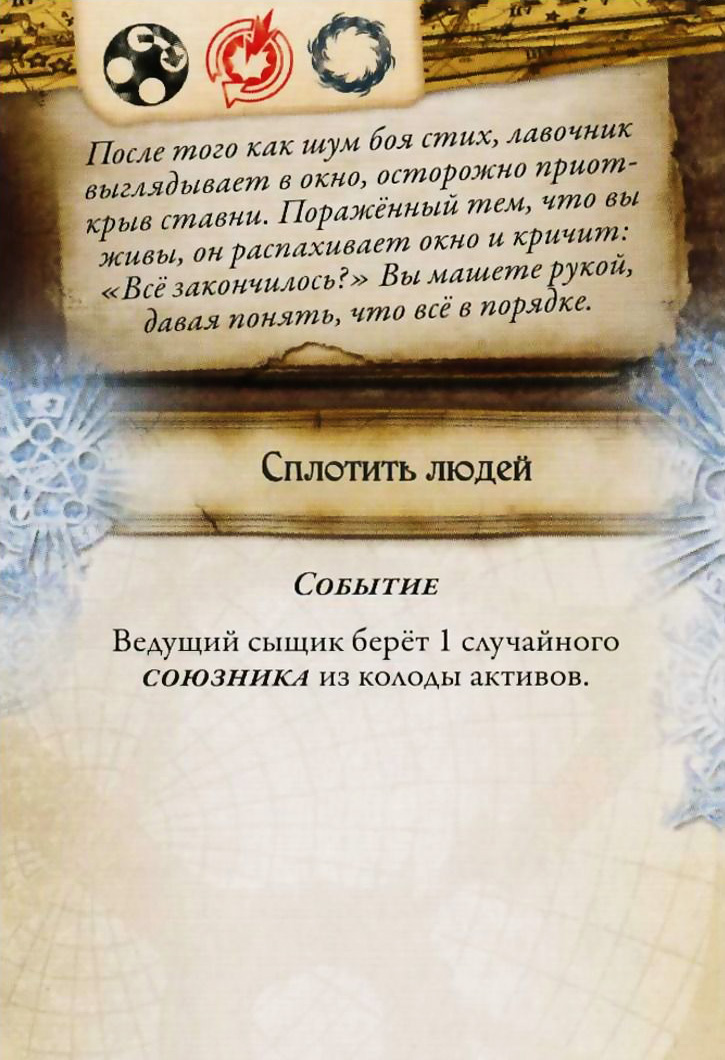 После того как шум боя стих, лавочник
выглядывает в окно, осторожно приот-
крыв ставни. Поражённый тем, что вы
живы, он распахивает окно и кричит:
«Всё закончилось?» Вы машете рукой,
давая понять, что всё в порядке.
Сплотить людей
Событие
Ведущий сыщик берёт 1 случайного
СОЮЗНИКА из колоды активов.